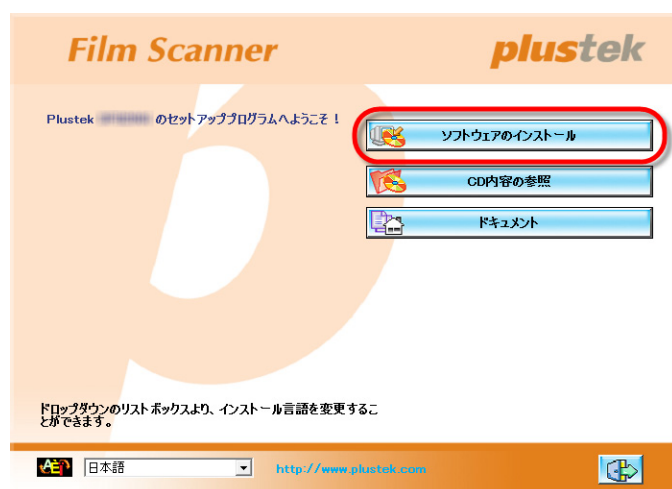 Film Scanner
plustek
Plustek のセットアッププログラムへようこそ！
ソフトウェアのインストール
CD内容の参照
ドキュメント
ドロップダウンのリストボックスより、インストール言語を変更するこ
とができます。
日本語
http://www.plustek.com